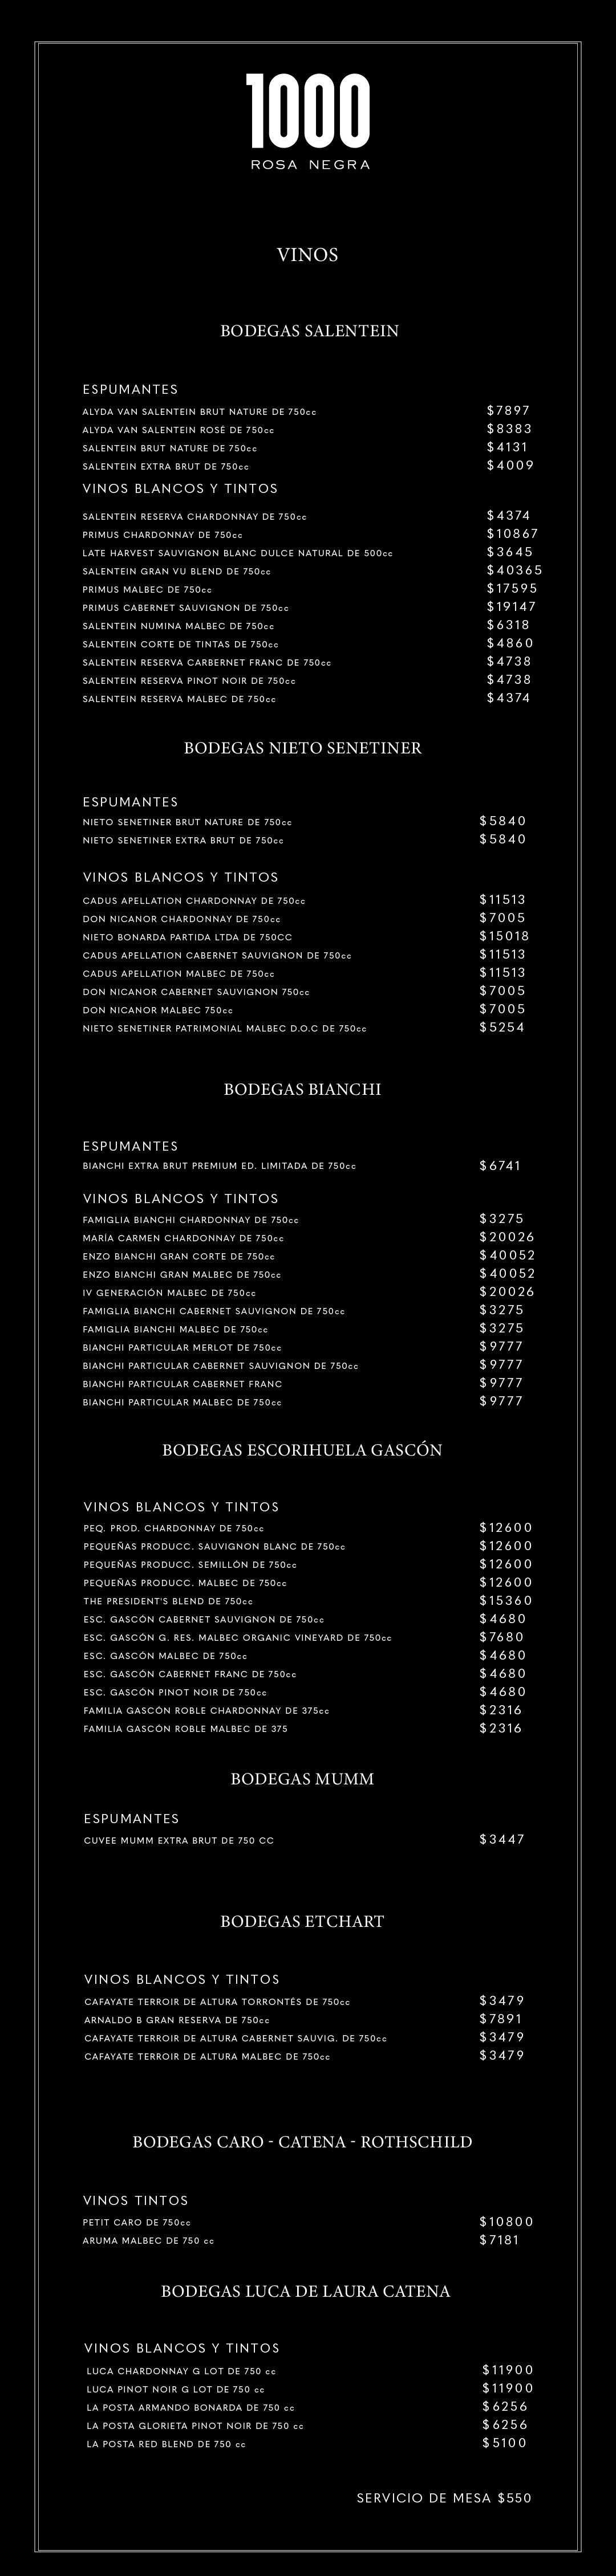 1000
ROSA NEGRA
VINOS
BODEGAS SALENTEIN
ESPUMANTES
ALYDA VAN SALENTEIN BRUT NATURE DE 750cc $7897
ALYDA VAN SALENTEIN ROSÉ DE 750cc $8383
SALENTEIN BRUT NATURE DE 750cc $4131
SALENTEIN EXTRA BRUT DE 750cc $4009
VINOS BLANCOS Y TINTOS
SALENTEIN RESERVA CHARDONNAY DE 750cc $4374
PRIMUS CHARDONNAY DE 750cc $10867
LATE HARVEST SAUVIGNON BLANC DULCE NATURAL DE 500cc $3645
SALENTEIN GRAN VU BLEND DE 750cc $40365
PRIMUS MALBEC DE 750cc $17595
PRIMUS CABERNET SAUVIGNON DE 750cc $19147
SALENTEIN NUMINA MALBEC DE 750cc $6318
SALENTEIN CORTE DE TINTAS DE 750cc $4860
SALENTEIN RESERVA CARBERNET FRANC DE 750cc $4738
SALENTEIN RESERVA PINOT NOIR DE 750cc $4738
SALENTEIN RESERVA MALBEC DE 750cc $4374
BODEGAS NIETO SENETINER
ESPUMANTES
NIETO SENETINER BRUT NATURE DE 750cc $5840
NIETO SENETINER EXTRA BRUT DE 750cc $5840
VINOS BLANCOS Y TINTOS
CADUS APELLATION CHARDONNAY DE 750cc $11513
DON NICANOR CHARDONNAY DE 750cc $7005
NIETO BONARDA PARTIDA LTDA DE 750CC $15018
CADUS APELLATION CABERNET SAUVIGNON DE 750cc $11513
CADUS APELLATION MALBEC DE 750cc $11513
DON NICANOR CABERNET SAUVIGNON 750cc $7005
DON NICANOR MALBEC 750cc $7005
NIETO SENETINER PATRIMONIAL MALBEC D.O.C DE 750cc $5254
BODEGAS BIANCHI
ESPUMANTES
BIANCHI EXTRA BRUT PREMIUM ED. LIMITADA DE 750cc $6741
VINOS BLANCOS Y TINTOS
FAMIGLIA BIANCHI CHARDONNAY DE 750cc $3275
MARÍA CARMEN CHARDONNAY DE 750cc $20026
ENZO BIANCHI GRAN CORTE DE 750cc $40052
ENZO BIANCHI GRAN MALBEC DE 750cc $40052
IV GENERACIÓN MALBEC DE 750cc $20026
FAMIGLIA BIANCHI CABERNET SAUVIGNON DE 750cc $3275
FAMIGLIA BIANCHI MALBEC DE 750cc $3275
BIANCHI PARTICULAR MERLOT DE 750cc $9777
BIANCHI PARTICULAR CABERNET SAUVIGNON DE 750cc $9777
BIANCHI PARTICULAR CABERNET FRANC $9777
BIANCHI PARTICULAR MALBEC DE 750cc $9777
BODEGAS ESCORIHUELA GASCÓN
VINOS BLANCOS Y TINTOS
PEQ. PROD. CHARDONNAY DE 750cc $12600
PEQUEÑAS PRODUCC. SAUVIGNON BLANC DE 750cc $12600
PEQUEÑAS PRODUCC. SEMILLÓN DE 750cc $12600
PEQUEÑAS PRODUCC. MALBEC DE 750cc $12600
THE PRESIDENT'S BLEND DE 750cc $15360
ESC. GASCÓN CABERNET SAUVIGNON DE 750cc $4680
ESC. GASCÓN G. RES. MALBEC ORGANIC VINEYARD DE 750cc $7680
ESC. GASCÓN MALBEC DE 750cc $4680
ESC. GASCÓN CABERNET FRANC DE 750cc $4680
ESC. GASCÓN PINOT NOIR DE 750cc $4680
FAMILIA GASCÓN ROBLE CHARDONNAY DE 375cc $2316
FAMILIA GASCÓN ROBLE MALBEC DE 375 $2316
BODEGAS MUMM
ESPUMANTES
CUVEE MUMM EXTRA BRUT DE 750 CC $3447
BODEGAS ETCHART
VINOS BLANCOS Y TINTOS
CAFAYATE TERROIR DE ALTURA TORRONTÉS DE 750cc $3479
ARNALDO B GRAN RESERVA DE 750cc $7891
CAFAYATE TERROIR DE ALTURA CABERNET SAUVIG. DE 750cc $3479
CAFAYATE TERROIR DE ALTURA MALBEC DE 750cc $3479
BODEGAS CARO - CATENA - ROTHSCHILD
VINOS TINTOS
PETIT CARO DE 750cc $10800
ARUMA MALBEC DE 750 cc $7181
BODEGAS LUCA DE LAURA CATENA
VINOS BLANCOS Y TINTOS
LUCA CHARDONNAY G LOT DE 750 cc $11900
LUCA PINOT NOIR G LOT DE 750 cc $11900
LA POSTA ARMANDO BONARDA DE 750 cc $6256
LA POSTA GLORIETA PINOT NOIR DE 750 cc $6256
LA POSTA RED BLEND DE 750 cc $5100
SERVICIO DE MESA $550